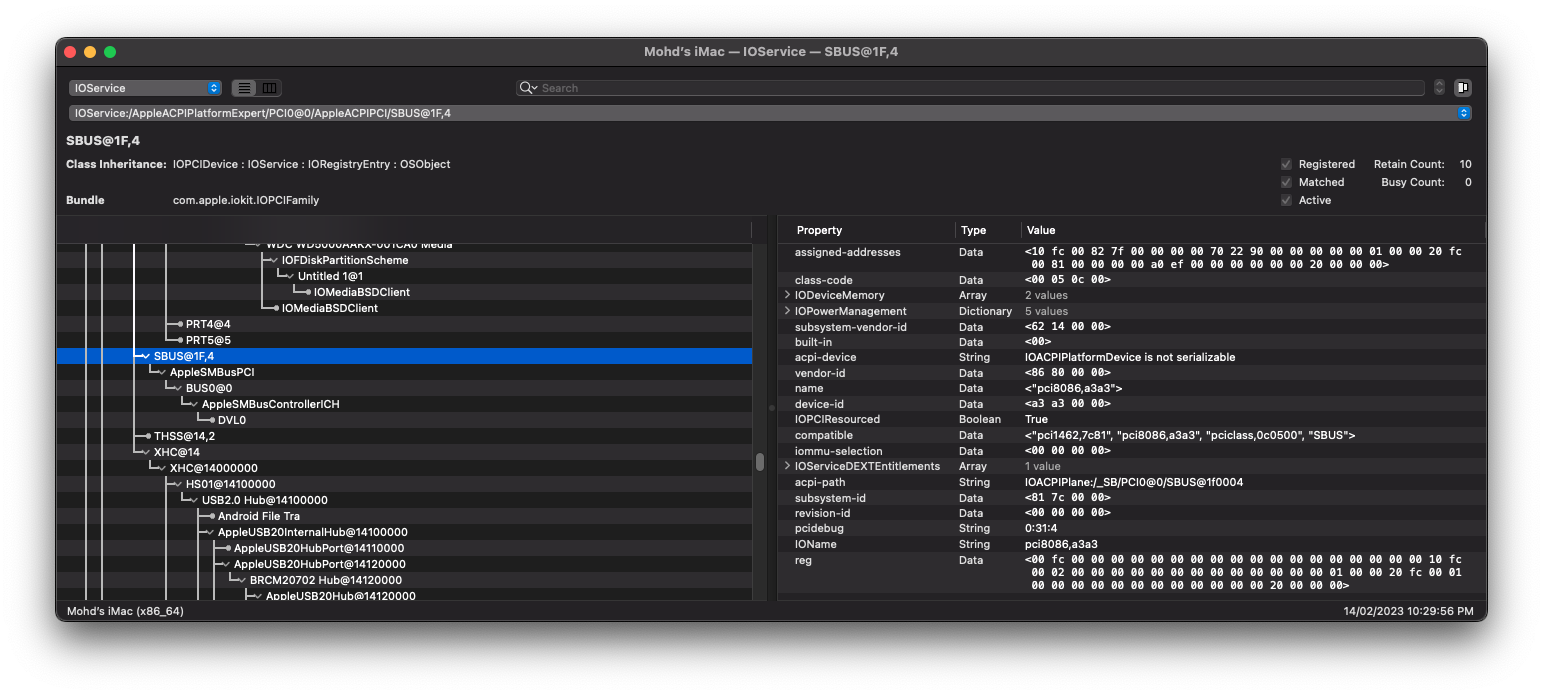 Mohd's iMac — IOService — SBUS@1F,4
IOService
Search
IOService:/AppleACPIPlatformExpert/PCI0@0/AppleACPIPCI/SBUS@1F,4
SBUS@1F,4
Class Inheritance: IOPCIDevice : IOService : IORegistryEntry : OSObject
Registered Retain Count: 10
Matched Busy Count: 0
Bundle com.apple.iokit.IOPCIFamily
Active
WDC WD5000AAKX-001CA0 Media
IOFDiskPartitionScheme
Untitled 1@1
IOMediaBSDClient
IOMediaBSDClient
PRT4@4
PRT5@5
SBUS@1F,4
AppleSMBusPCI
BUS0@0
AppleSMBusControllerICH
DVL0
THSS@14,2
XHC@14
XHC@14000000
HS01@14100000
USB2.0 Hub@14100000
Android File Tra
AppleUSB20InternalHub@14100000
AppleUSB20HubPort@14110000
AppleUSB20HubPort@14120000
BRCM20702 Hub@14120000
AppleUSB20Hub@14120000
Property Type Value
assigned-addresses Data <10 fc 00 82 7f 00 00 00 00 70 22 90 00 00 00 00 00 01 00 00 20 fc
00 81 00 00 00 00 a0 ef 00 00 00 00 00 00 20 00 00 00>
class-code Data <00 05 0c 00>
IODeviceMemory Array 2 values
IOPowerManagement Dictionary 5 values
subsystem-vendor-id Data <62 14 00 00>
built-in Data <00>
acpi-device String IOACPIPlatformDevice is not serializable
vendor-id Data <86 80 00 00>
name Data <"pci8086,a3a3">
device-id Data <a3 a3 00 00>
IOPCIResourced Boolean True
compatible Data <"pci1462,7c81", "pci8086,a3a3", "pciclass,0c0500", "SBUS">
iommu-selection Data <00 00 00 00>
IOServiceDEXTEntitlements Array 1 value
acpi-path String IOACPIPlane:/_SB/PCI0@0/SBUS@1f0004
subsystem-id Data <81 7c 00 00>
revision-id Data <00 00 00 00>
pcidebug String 0:31:4
IOName String pci8086,a3a3
reg Data <00 fc 00 00 00 00 00 00 00 00 00 00 00 00 00 00 00 00 00 00 10 fc
00 02 00 00 00 00 00 00 00 00 00 00 00 00 00 01 00 00 20 fc 00 01
00 00 00 00 00 00 00 00 00 00 00 00 20 00 00 00>
Mohd's iMac (x86_64)
14/02/2023 10:29:56 PM